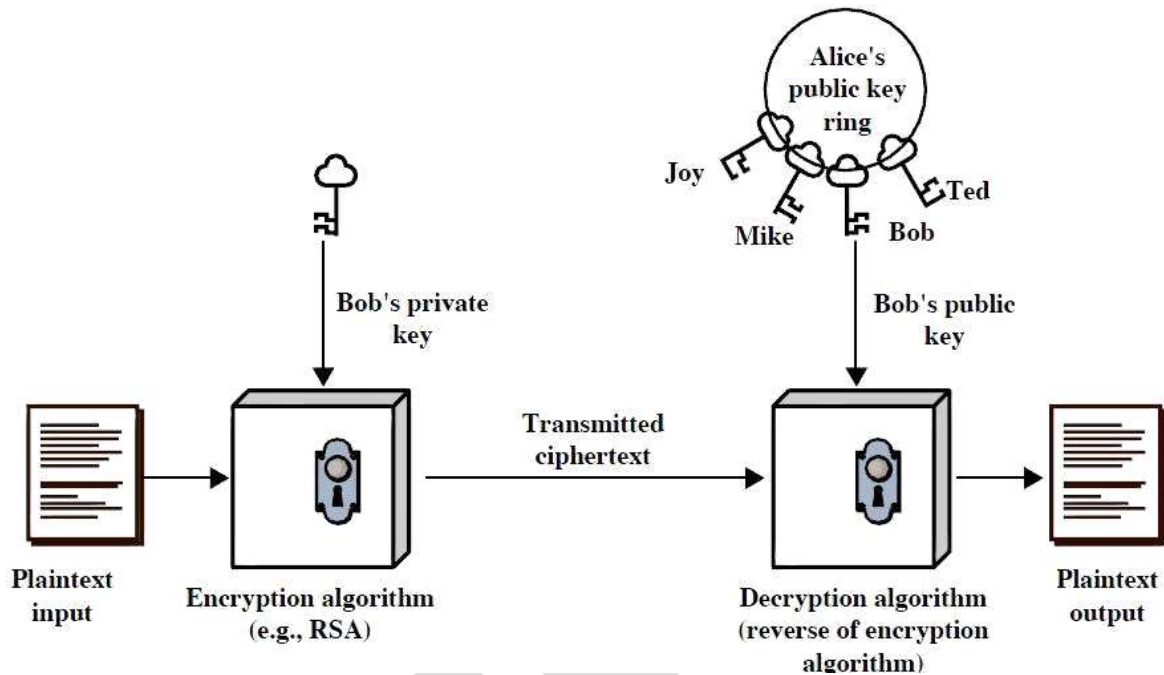 Alice's
public key
ring
Joy
Ted
Mike
Bob
Bob's private
key
Bob's public
key
Transmitted
ciphertext
Plaintext
input
Encryption algorithm
(e.g., RSA)
Decryption algorithm
(reverse of encryption
algorithm)
Plaintext
output